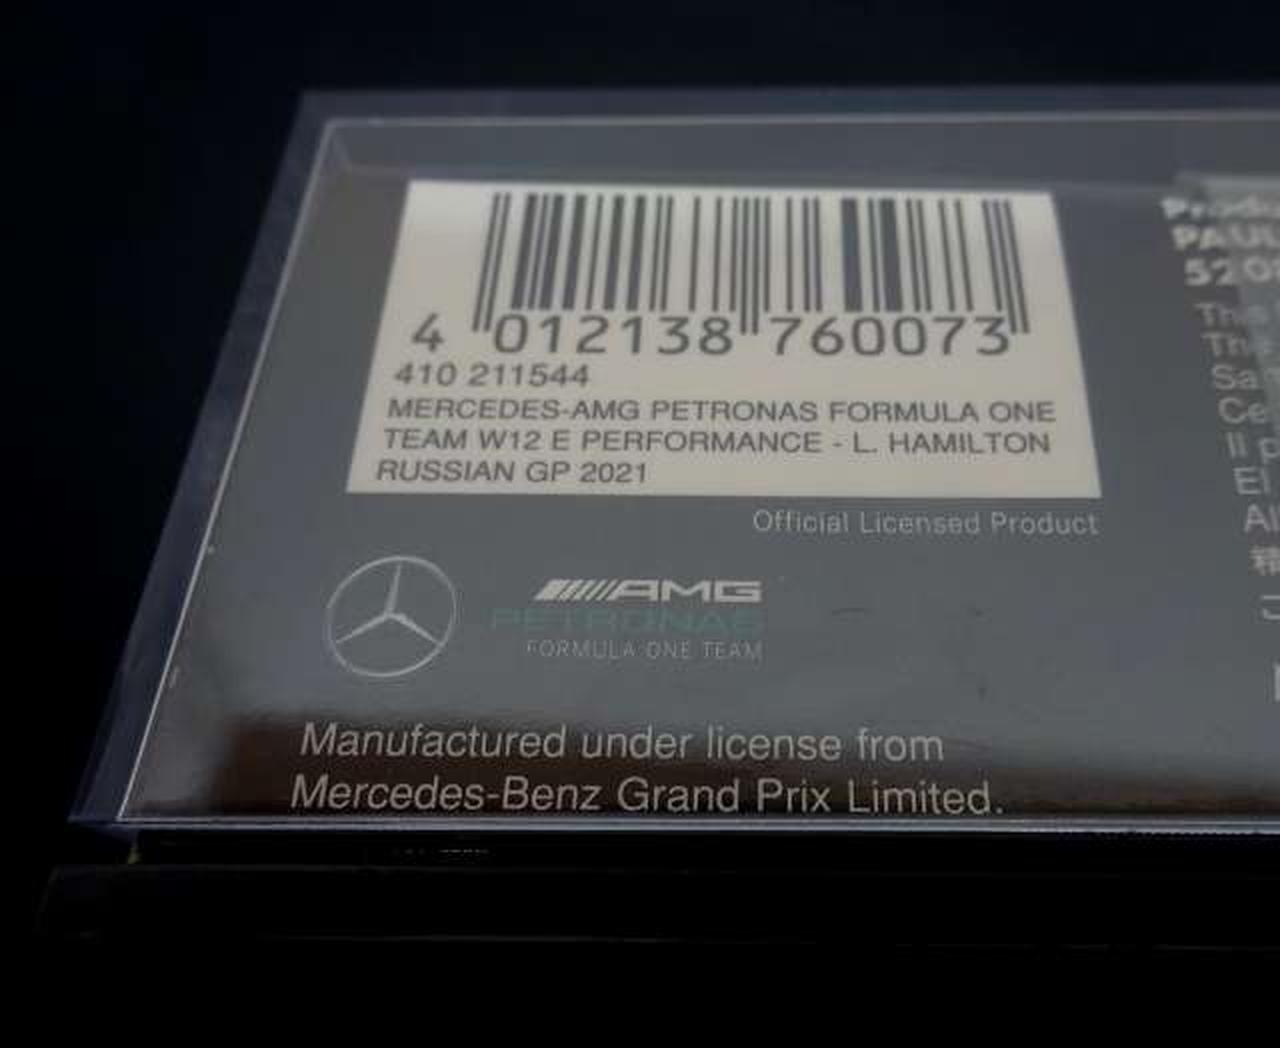 4 012138 760073
410 211544
MERCEDES-AMG PETRONAS FORMULA ONE
TEAM W12 E PERFORMANCE - L. HAMILTON
RUSSIAN GP 2021
Official Licensed Product
AMG
PETRONAS
FORMULA ONE TEAM
Manufactured under license from
Mercedes-Benz Grand Prix Limited.